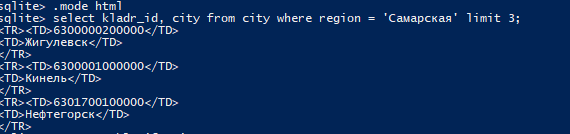 sqlite> .mode html
sqlite> select kladr_id, city from city where region = 'Самарская' limit 3;
<TR><TD>6300000200000</TD>
<TD>Жигулевск</TD>
</TR>
<TR><TD>6300001000000</TD>
<TD>Кинель</TD>
</TR>
<TR><TD>6301700100000</TD>
<TD>Нефтегорск</TD>
</TR>